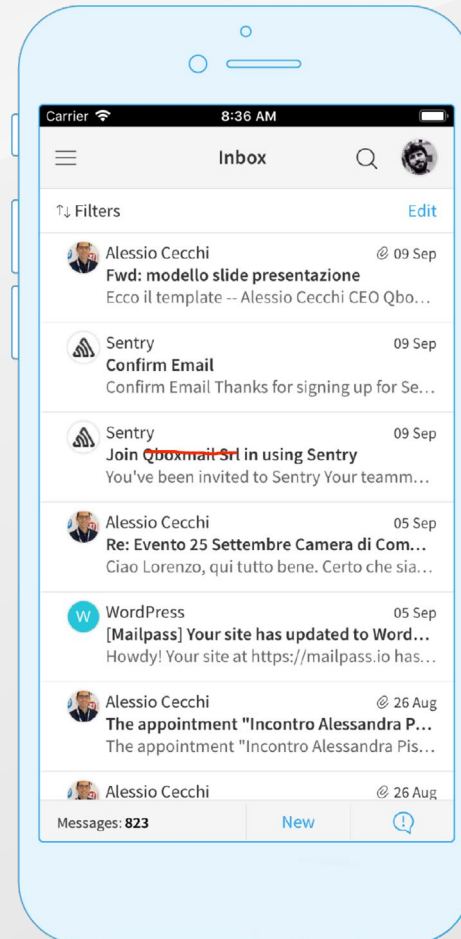 Carrier 8:36 AM
Inbox
↑↓ Filters Edit
Alessio Cecchi 09 Sep
Fwd: modello slide presentazione
Ecco il template -- Alessio Cecchi CEO Qbo...
Sentry 09 Sep
Confirm Email
Confirm Email Thanks for signing up for Se...
Sentry 09 Sep
Join Qboxmail Srl in using Sentry
You've been invited to Sentry Your teamm...
Alessio Cecchi 05 Sep
Re: Evento 25 Settembre Camera di Com...
Ciao Lorenzo, qui tutto bene. Certo che sia...
W WordPress 05 Sep
[Mailpass] Your site has updated to Word...
Howdy! Your site at https://mailpass.io has...
Alessio Cecchi 26 Aug
The appointment "Incontro Alessandra P...
The appointment "Incontro Alessandra Pis...
Alessio Cecchi 26 Aug
Messages: 823 New